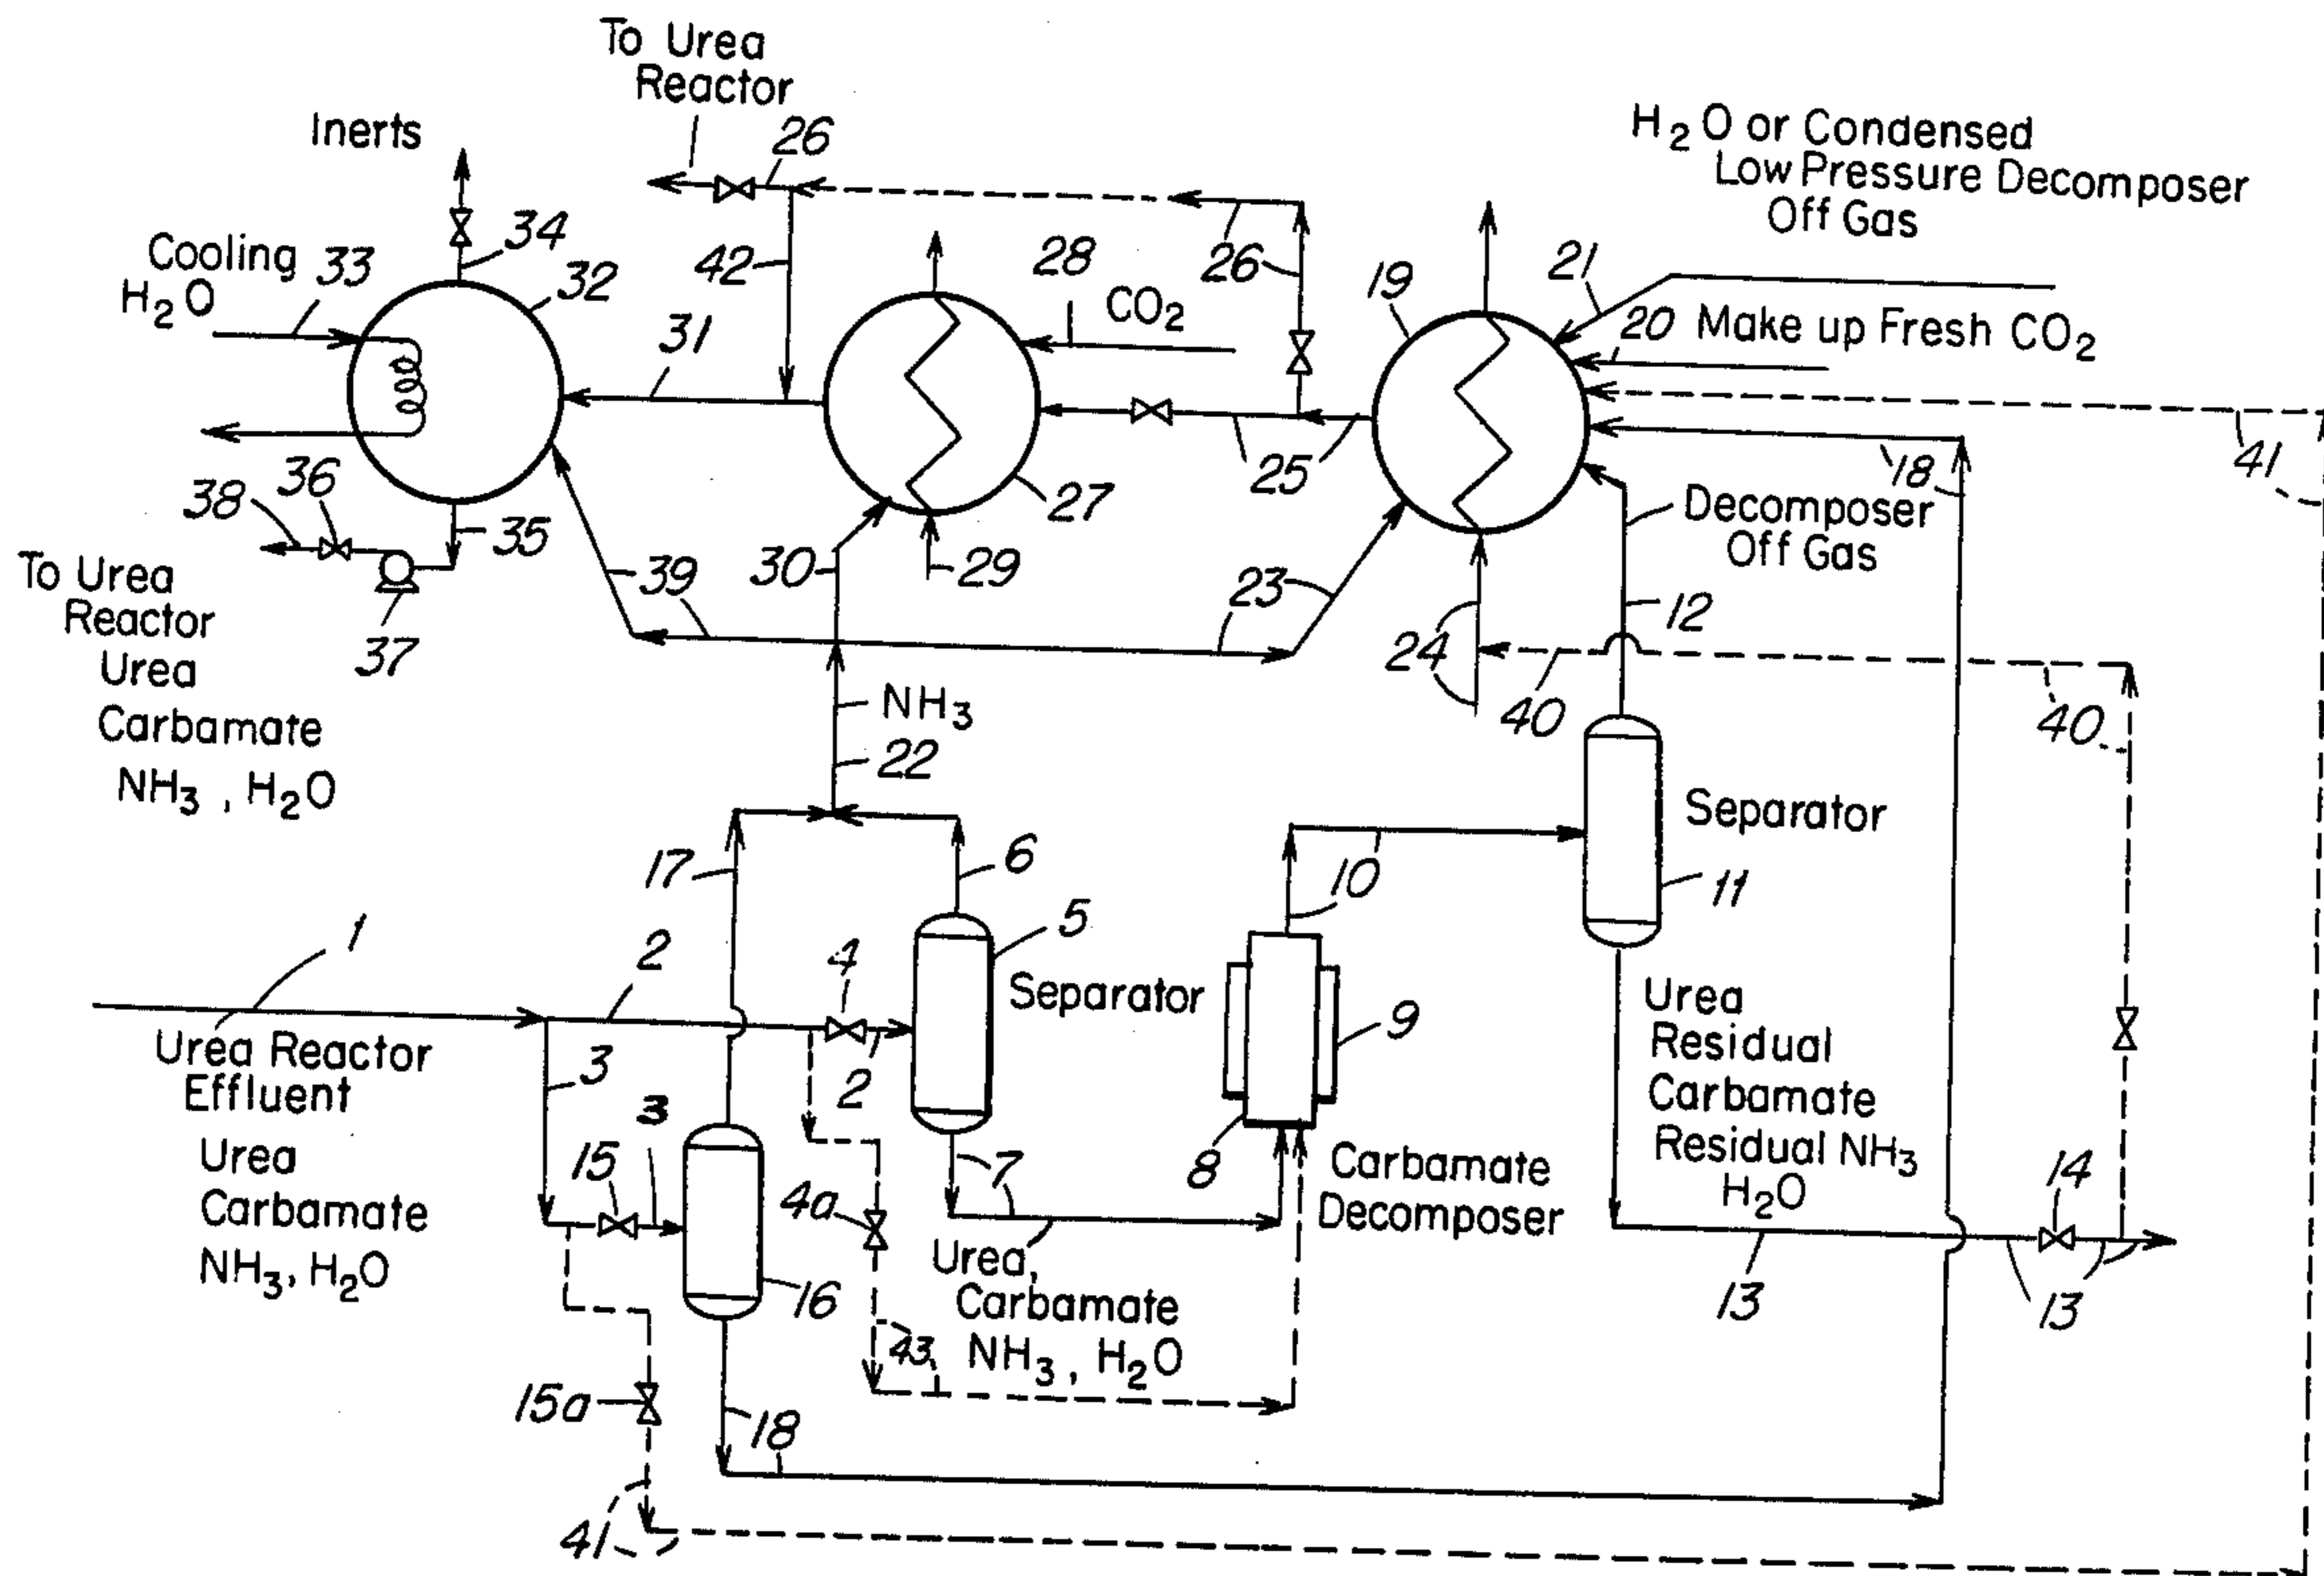 To Urea
Reactor
26
Inerts
H2O or Condensed
Low Pressure Decomposer
Off Gas
Cooling
H2O
33
34
32
42
28
CO2
26
19
21
20 Make up Fresh CO2
31
25
27
18
41
38
36
35
37
To Urea
Reactor
Urea
Carbamate
NH3, H2O
30
29
39
23
24
Decomposer
Off Gas
12
40
40
NH3
22
17
6
10
Separator
11
1
2
4
5
Separator
9
Urea Reactor
Effluent
Urea
Carbamate
NH3, H2O
3
3
2
15
16
7
8
4a
Carbamate
Decomposer
Urea
Residual
Carbamate
Residual NH3
H2O
14
13
13
Urea,
Carbamate
NH3, H2O
43
15a
18
41